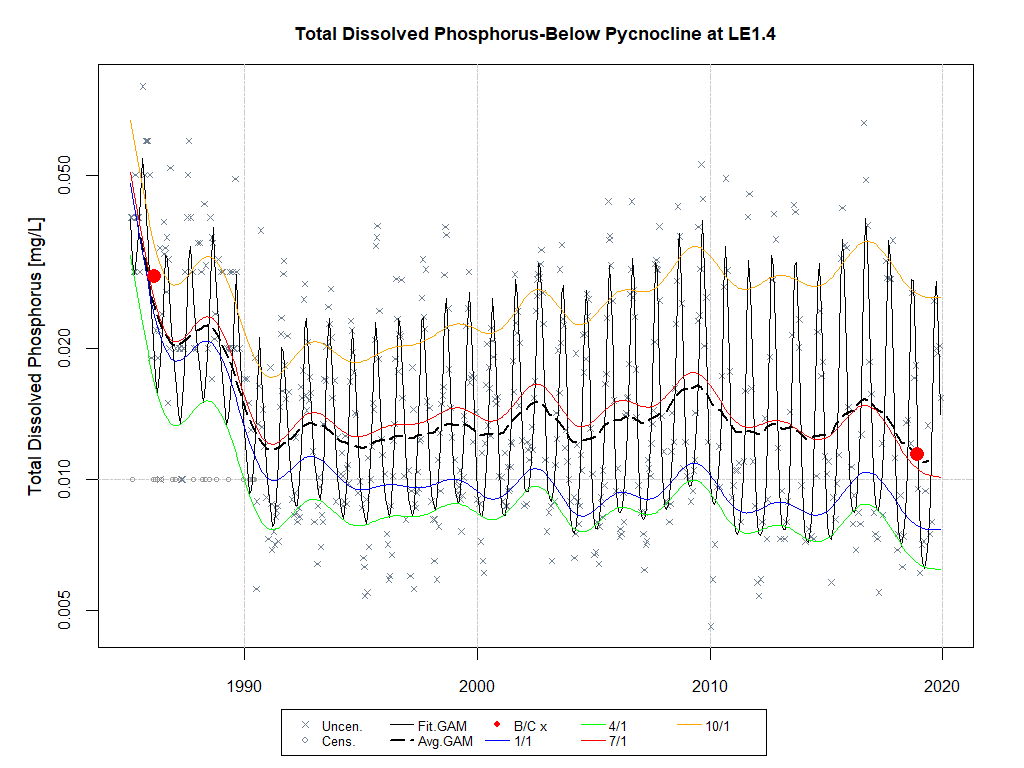 Total Dissolved Phosphorus-Below Pycnocline at LE1.4
Total Dissolved Phosphorus [mg/L]
0.050
0.020
0.010
0.005
1990 2000 2010 2020
Uncen. Fit.GAM B/C x 4/1 10/1
Cens. Avg.GAM 1/1 7/1